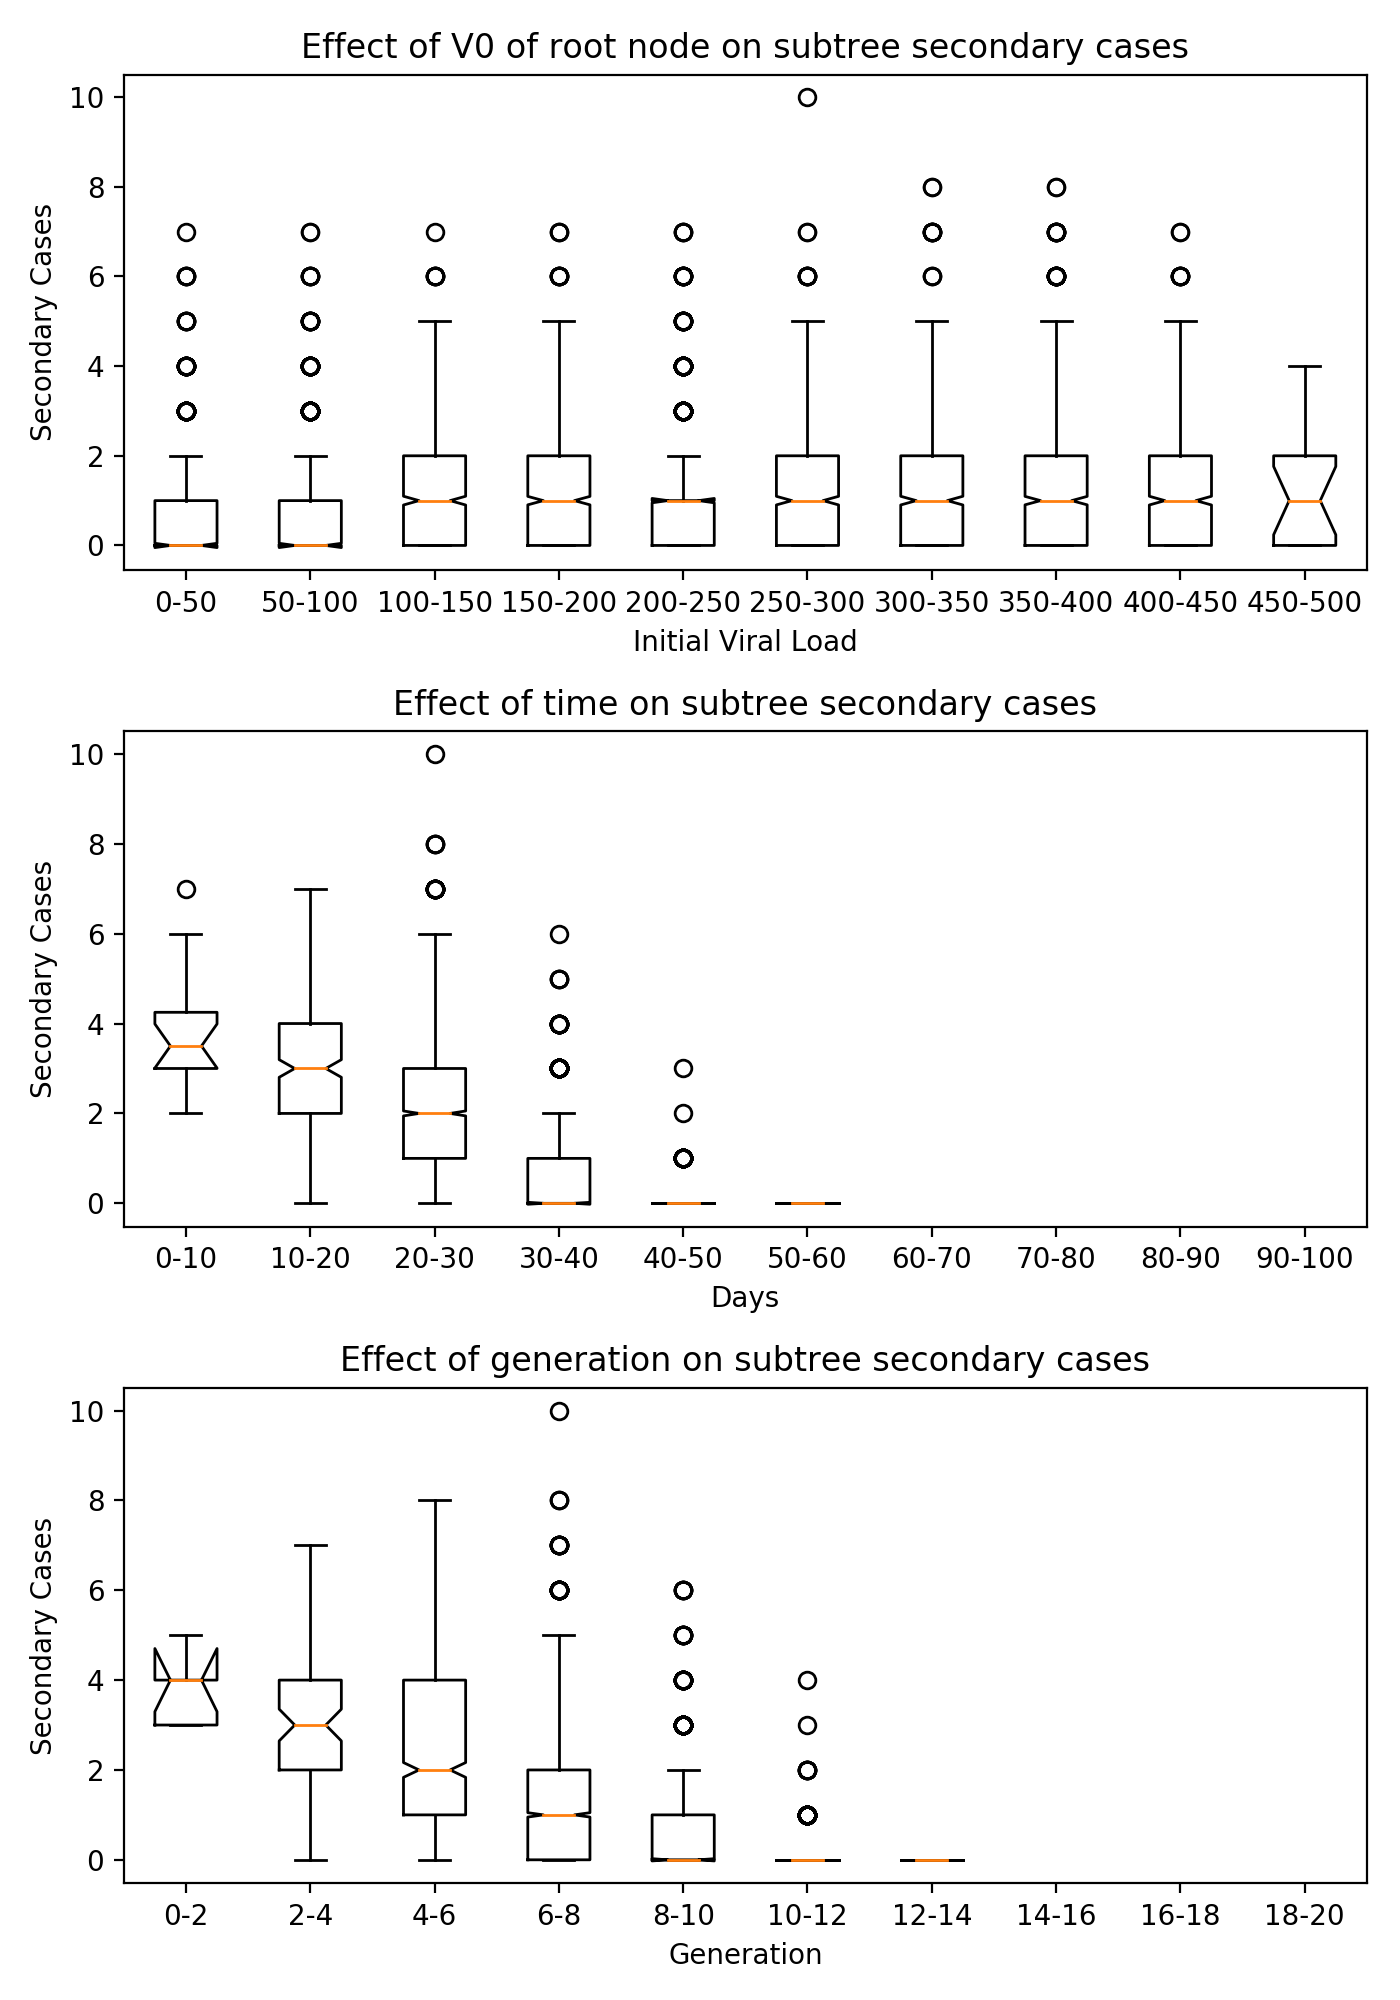 Effect of V0 of root node on subtree secondary cases
Secondary Cases
10
8
6
4
2
0
0-50 50-100 100-150 150-200 200-250 250-300 300-350 350-400 400-450 450-500
Initial Viral Load
Effect of time on subtree secondary cases
Secondary Cases
10
8
6
4
2
0
0-10 10-20 20-30 30-40 40-50 50-60 60-70 70-80 80-90 90-100
Days
Effect of generation on subtree secondary cases
Secondary Cases
10
8
6
4
2
0
0-2 2-4 4-6 6-8 8-10 10-12 12-14 14-16 16-18 18-20
Generation